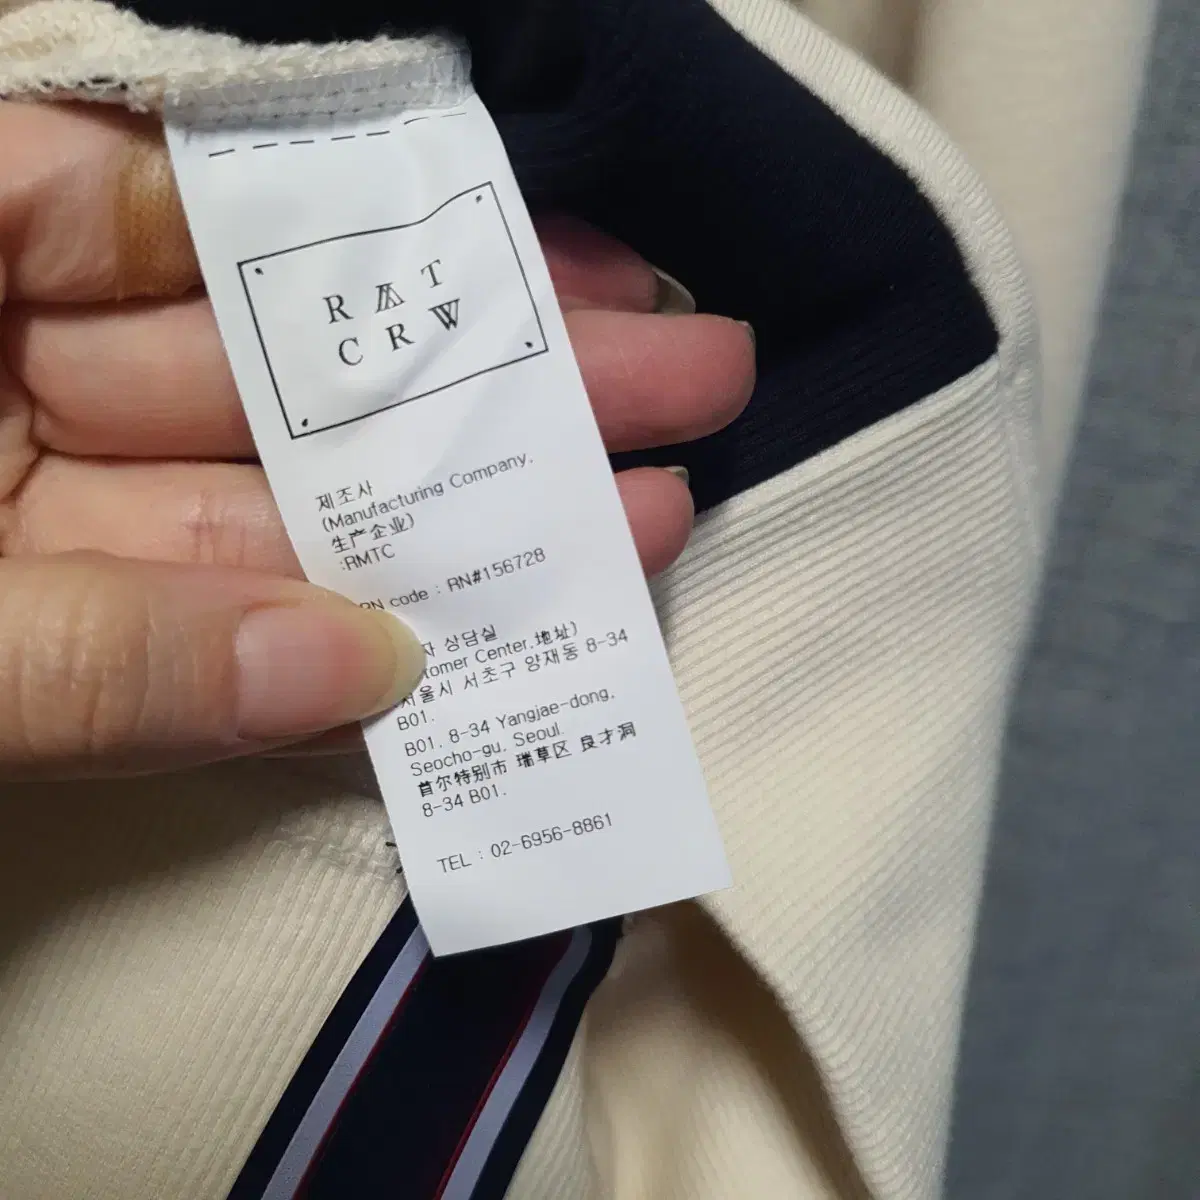 RAT
CRW
제조사
(Manufacturing Company.
生产企业)
:RMTC
code : RN#156728
상담실
Center.地址)
서울시 서초구 양재동 8-34
B01.
B01. 8-34 Yangjae-dong,
Seocho-gu, Seoul
首尔特别市 瑞草区 良才洞
8-34 B01.
TEL : 02-6956-8861